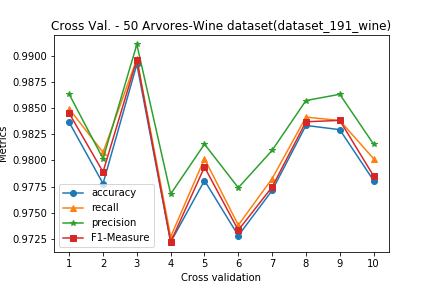 Cross Val. - 50 Arvores-Wine dataset(dataset_191_wine)
0.9900
0.9875
0.9850
0.9825
0.9800
0.9775
0.9750
0.9725
Metrics
accuracy
recall
precision
F1-Measure
1 2 3 4 5 6 7 8 9 10
Cross validation